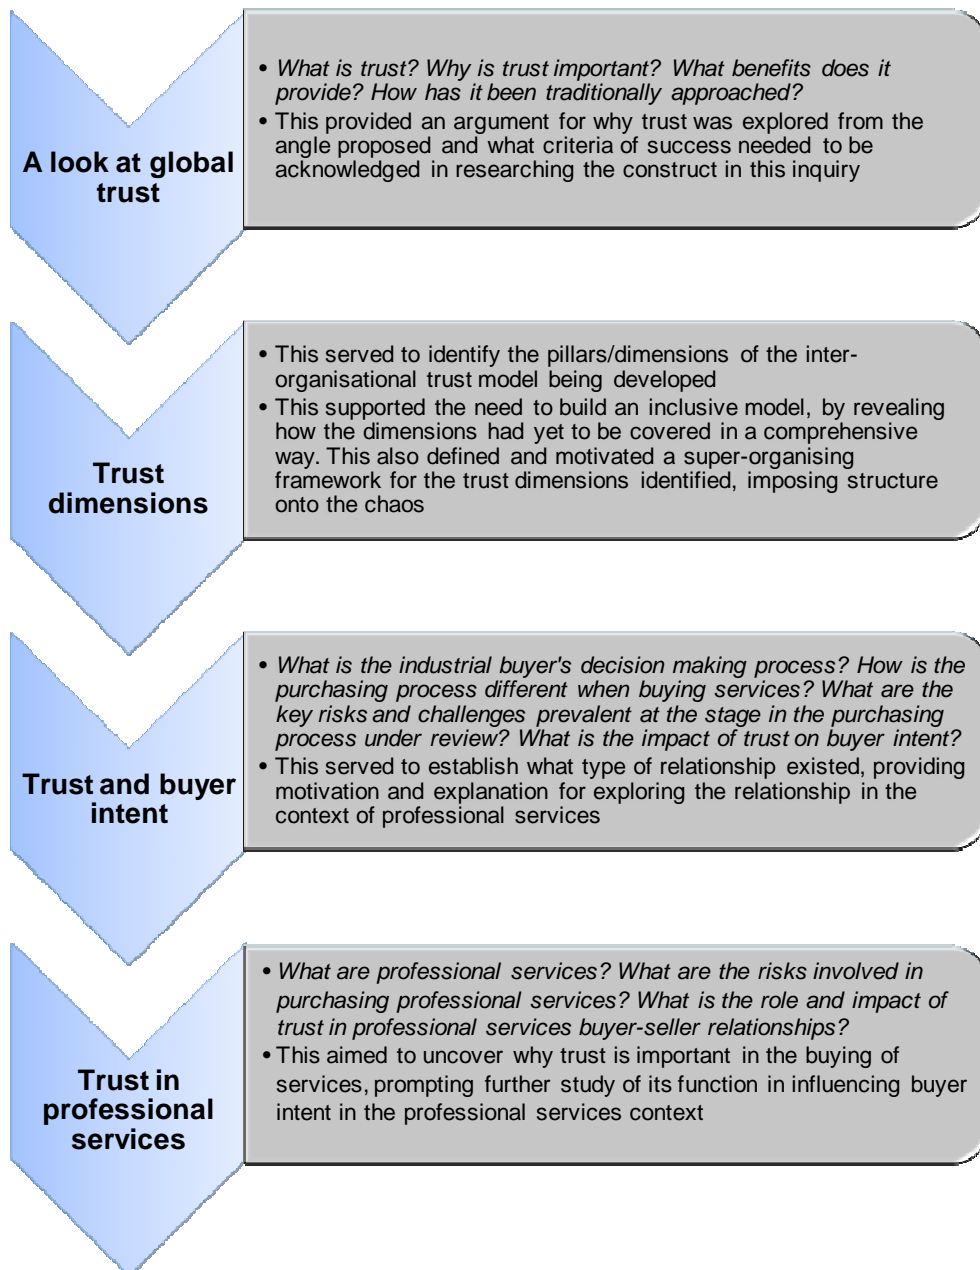 A look at global
trust
• What is trust? Why is trust important? What benefits does it
provide? How has it been traditionally approached?
• This provided an argument for why trust was explored from the
angle proposed and what criteria of success needed to be
acknowledged in researching the construct in this inquiry
Trust
dimensions
• This served to identify the pillars/dimensions of the inter-
organisational trust model being developed
• This supported the need to build an inclusive model, by revealing
how the dimensions had yet to be covered in a comprehensive
way. This also defined and motivated a super-organising
framework for the trust dimensions identified, imposing structure
onto the chaos
Trust and buyer
intent
• What is the industrial buyer's decision making process? How is the
purchasing process different when buying services? What are the
key risks and challenges prevalent at the stage in the purchasing
process under review? What is the impact of trust on buyer intent?
• This served to establish what type of relationship existed, providing
motivation and explanation for exploring the relationship in the
context of professional services
Trust in
professional
services
• What are professional services? What are the risks involved in
purchasing professional services? What is the role and impact of
trust in professional services buyer-seller relationships?
• This aimed to uncover why trust is important in the buying of
services, prompting further study of its function in influencing buyer
intent in the professional services context